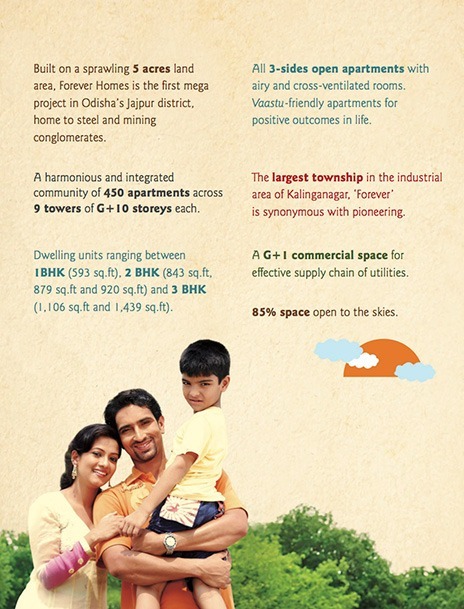 Built on a sprawling 5 acres land
area, Forever Homes is the first mega
project in Odisha's Jajpur district,
home to steel and mining
conglomerates.
A harmonious and integrated
community of 450 apartments across
9 towers of G+10 storeys each.
Dwelling units ranging between
1BHK (593 sq.ft), 2 BHK (843 sq.ft,
879 sq.ft and 920 sq.ft) and 3 BHK
(1,106 sq.ft and 1,439 sq.ft).
All 3-sides open apartments with
airy and cross-ventilated rooms.
Vaastu-friendly apartments for
positive outcomes in life.
The largest township in the industrial
area of Kalinganagar, 'Forever'
is synonymous with pioneering.
A G+1 commercial space for
effective supply chain of utilities.
85% space open to the skies.